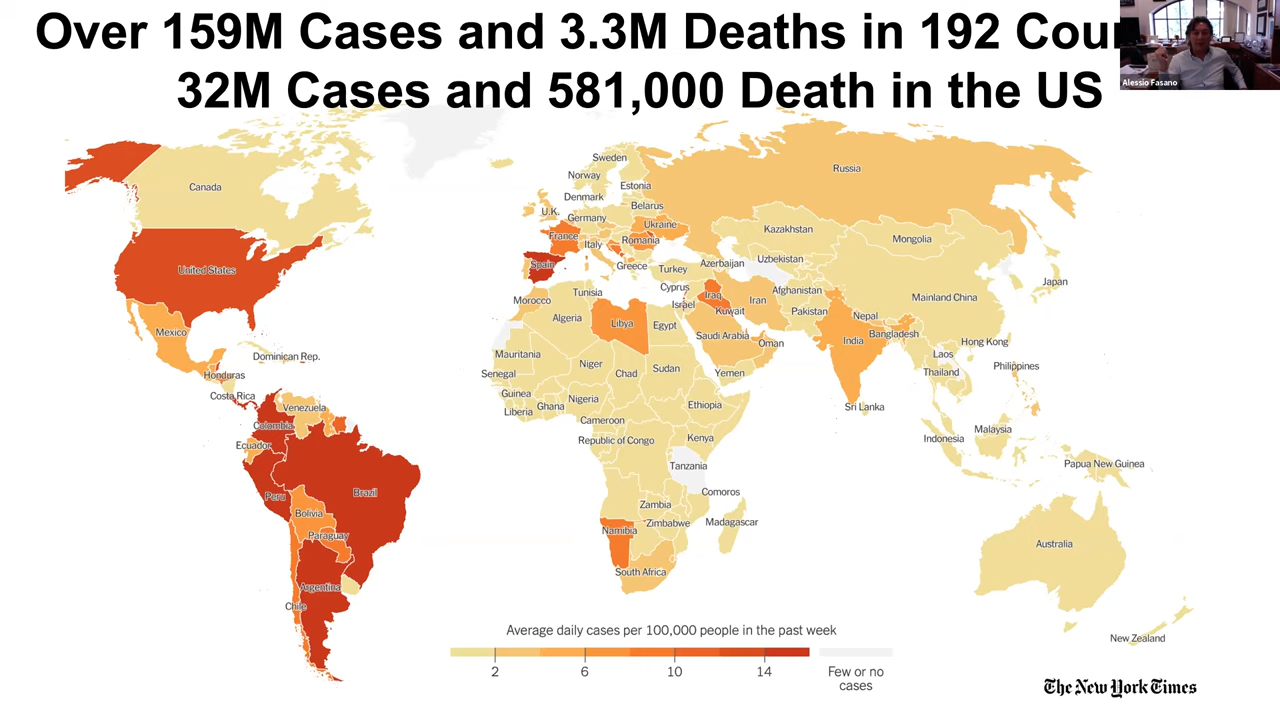 Over 159M Cases and 3.3M Deaths in 192 Cour
32M Cases and 581,000 Death in the US
Alessio Fasano
Sweden
Norway
Estonia
Denmark
Belarus
Russia
Canada
U.K.
Germany
Ukraine
France
Italy
Romania
Kazakhstan
Mongolia
Spain
Greece
Turkey
Azerbaijan
Uzbekistan
United States
Japan
Cyprus
Afghanistan
Mainland China
Tunisia
Morocco
Israel
Iraq
Iran
Kuwait
Pakistan
Nepal
Algeria
Libya
Egypt
Mexico
Saudi Arabia
Oman
India
Bangladesh
Hong Kong
Dominican Rep.
Mauritania
Niger
Chad
Sudan
Yemen
Laos
Thailand
Philippines
Honduras
Senegal
Costa Rica
Venezuela
Guinea
Liberia
Ghana
Nigeria
Ethiopia
Sri Lanka
Colombia
Cameroon
Malaysia
Indonesia
Ecuador
Republic of Congo
Kenya
Papua New Guinea
Tanzania
Peru
Brazil
Comoros
Zambia
Bolivia
Zimbabwe
Madagascar
Namibia
Paraguay
Australia
South Africa
Argentina
Chile
New Zealand
Average daily cases per 100,000 people in the past week
2 6 10 14
Few or no
cases
The New York Times